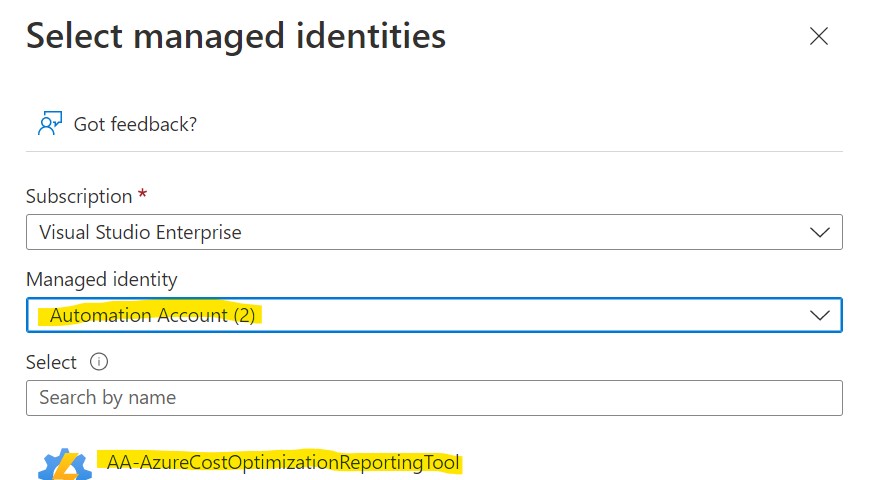 Select managed identities
Got feedback?
Subscription *
Visual Studio Enterprise
Managed identity
Automation Account (2)
Select
Search by name
AA-AzureCostOptimizationReportingTool